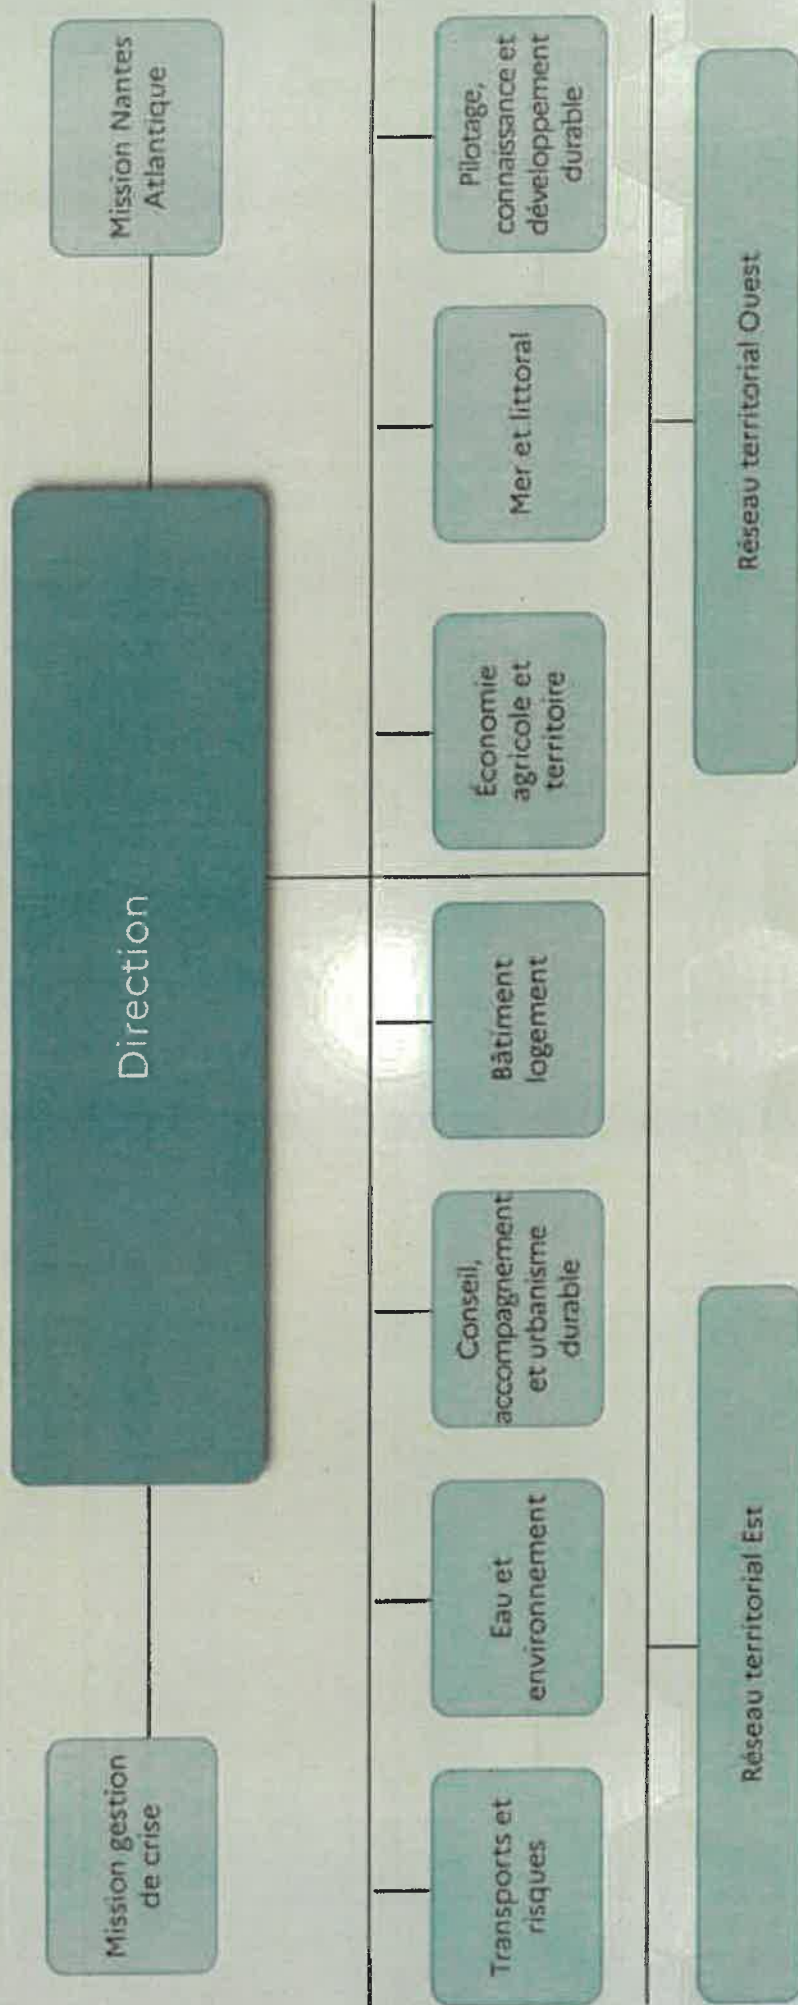 Direction
Mission gestion
de crise
Mission Nantes
Atlantique
Transports et
risques
Eau et
environnement
Conseil,
accompagnement
et urbanisme
durable
Bâtiment
logement
Économie
agricole et
territoire
Mer et littoral
Pilotage,
connaissance et
développement
durable
Réseau territorial Est
Réseau territorial Ouest